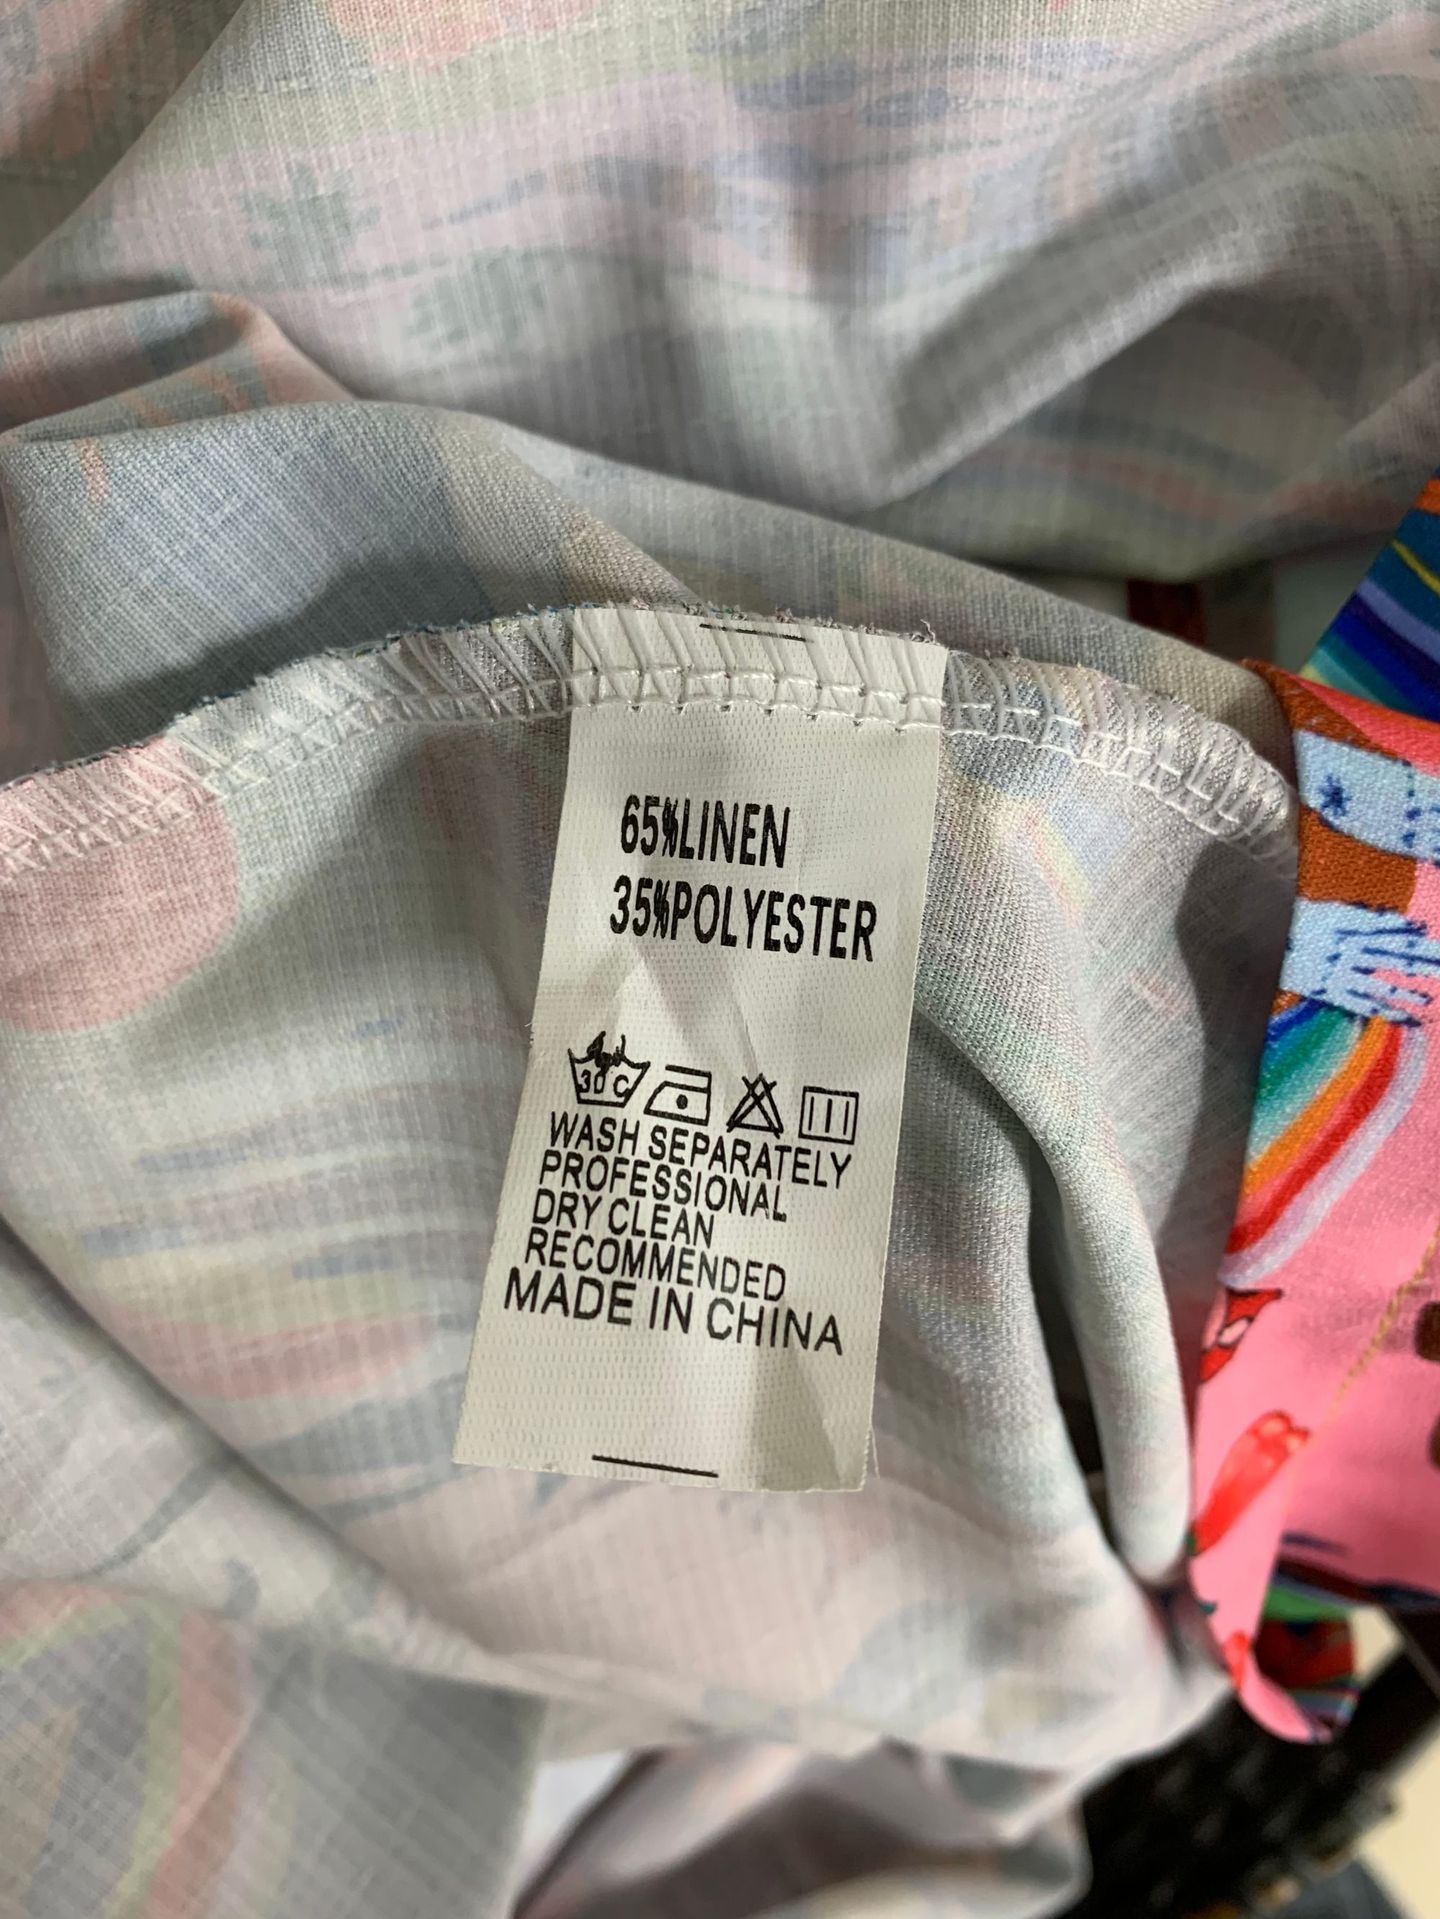 65%LINEN
35%POLYESTER
30 C
WASH SEPARATELY
PROFESSIONAL
DRY CLEAN
RECOMMENDED
MADE IN CHINA